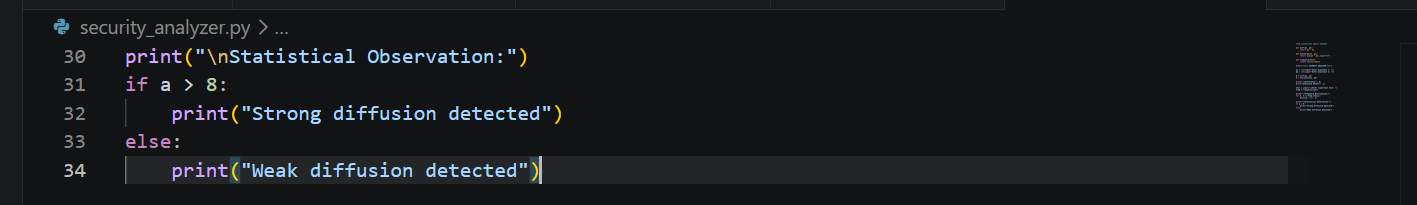 security_analyzer.py > ...
30 print("\nStatistical Observation:")
31 if a > 8:
32     print("Strong diffusion detected")
33 else:
34     print("Weak diffusion detected")